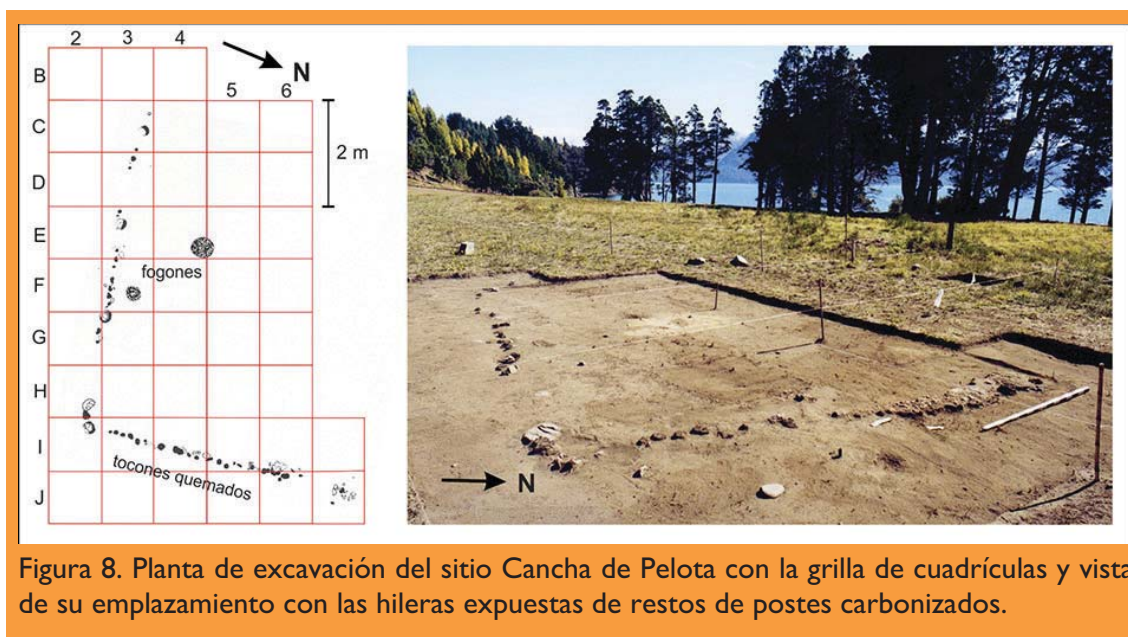 2 3 4
N
B
5 6
C
2 m
D
E
fogones
F
G
H
I
tocones quemados
J
N
Figura 8. Planta de excavación del sitio Cancha de Pelota con la grilla de cuadrículas y vista
de su emplazamiento con las hileras expuestas de restos de postes carbonizados.